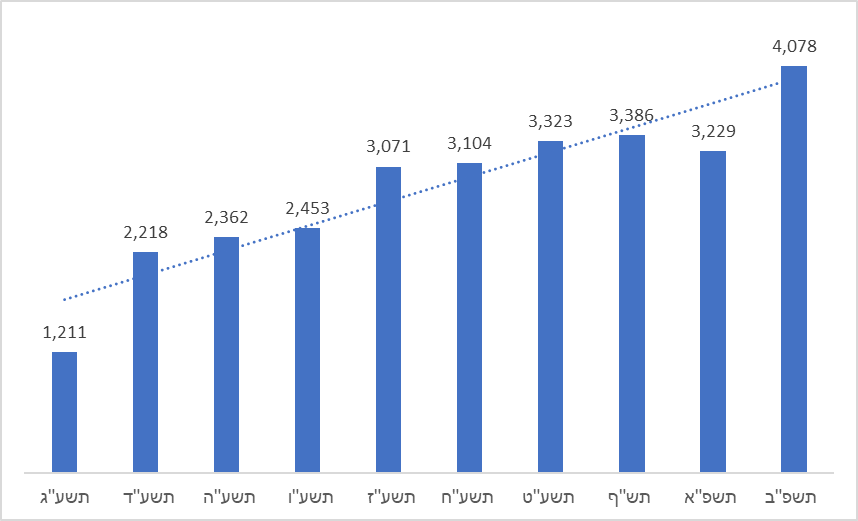 1,211
2,218
2,362
2,453
3,071
3,104
3,323
3,386
3,229
4,078
תשע"ג
תשע"ד
תשע"ה
תשע"ו
תשע"ז
תשע"ח
תשע"ט
תש"ף
תשפ"א
תשפ"ב